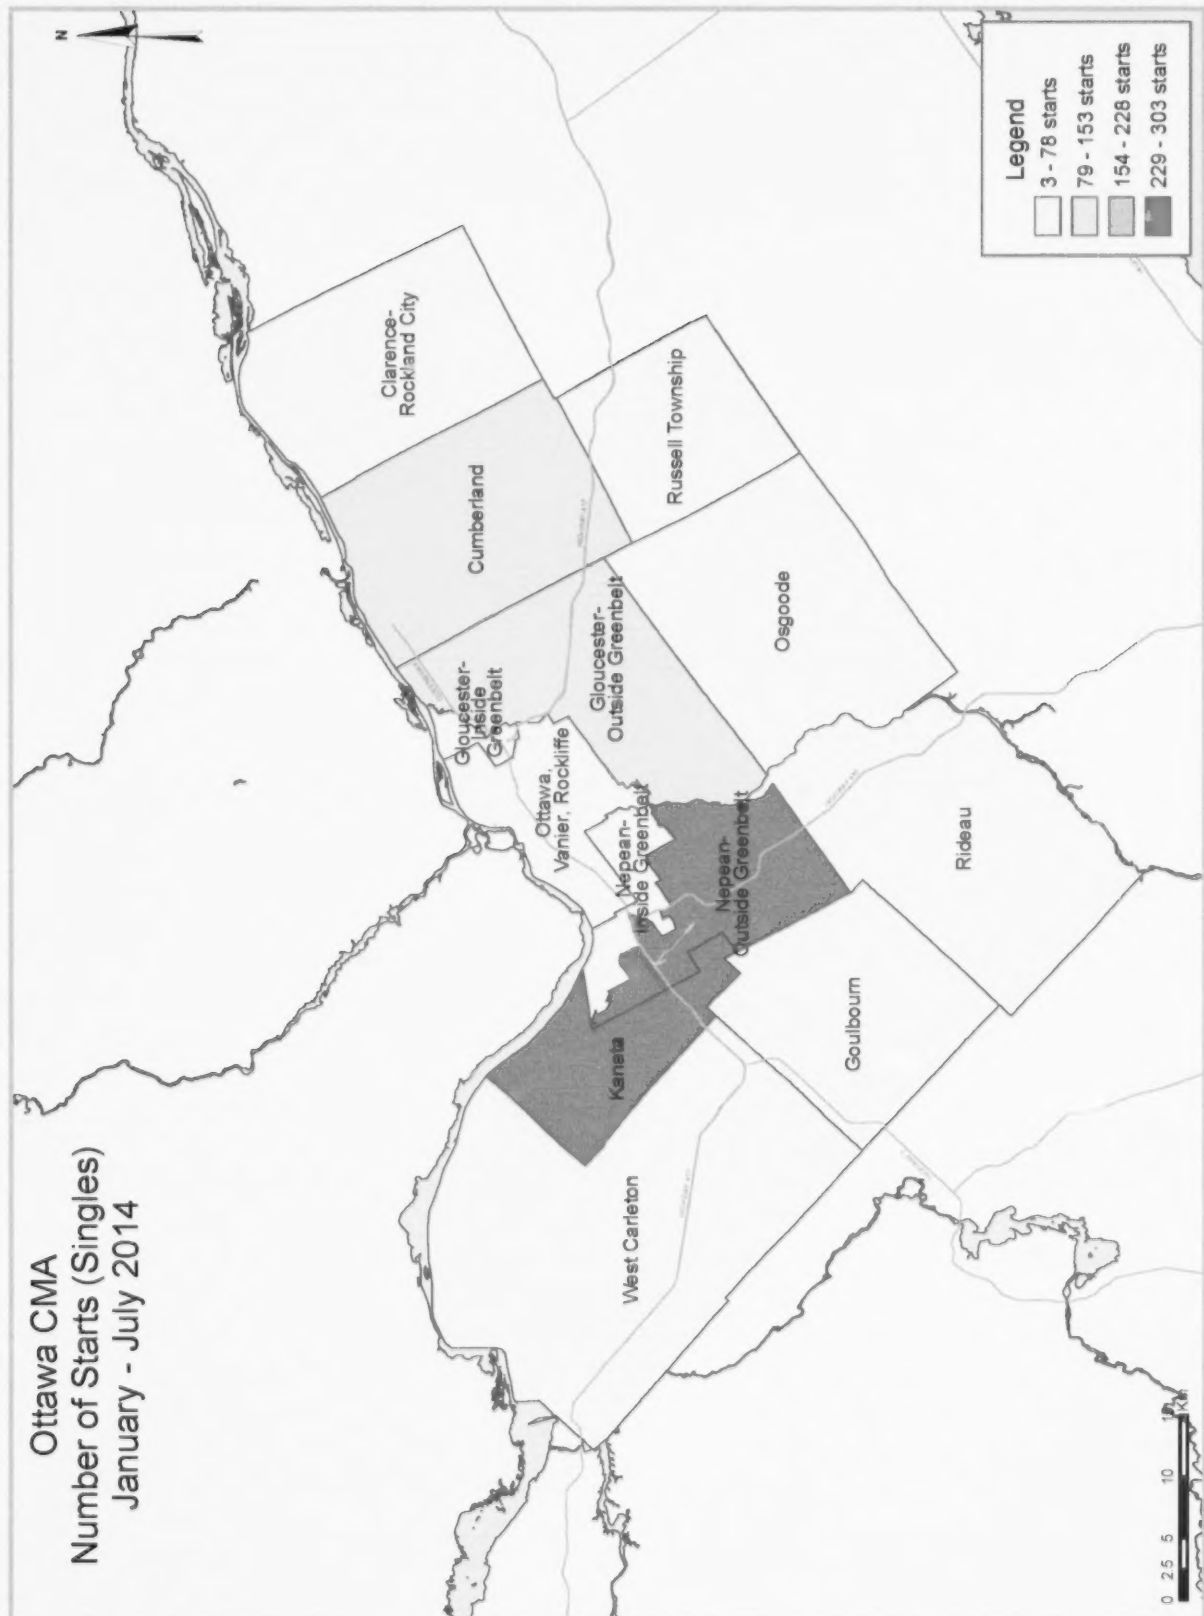 Ottawa CMA
Number of Starts (Singles)
January - July 2014
N
Clarence-
Rockland City
Cumberland
Russell Township
Gloucester-
Inside
Greenbelt
Gloucester-
Outside Greenbelt
Osgoode
Ottawa,
Vanier, Rockliffe
Nepean-
Inside Greenbelt
Nepean-
Outside Greenbelt
Rideau
Kanata
Goulbourn
West Carleton
Legend
3 - 78 starts
79 - 153 starts
154 - 228 starts
229 - 303 starts
0 2.5 5 10
Km